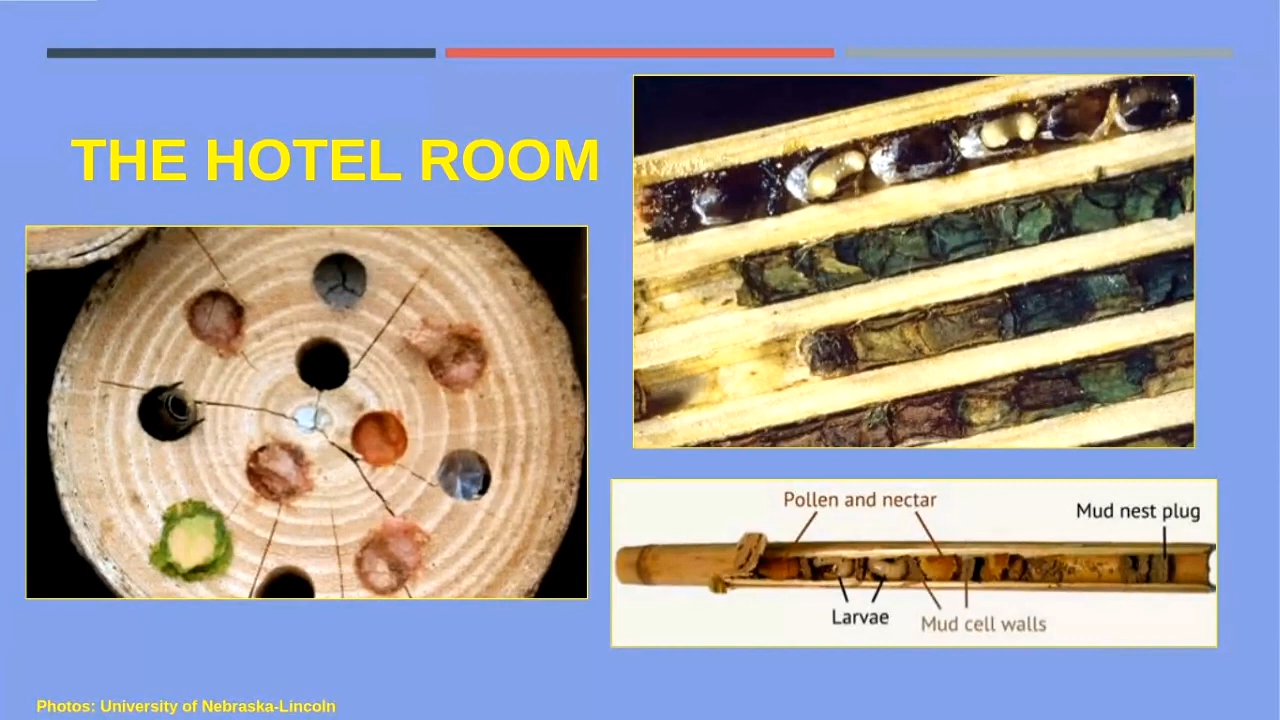 THE HOTEL ROOM
Pollen and nectar
Mud nest plug
Larvae
Mud cell walls
Photos: University of Nebraska-Lincoln